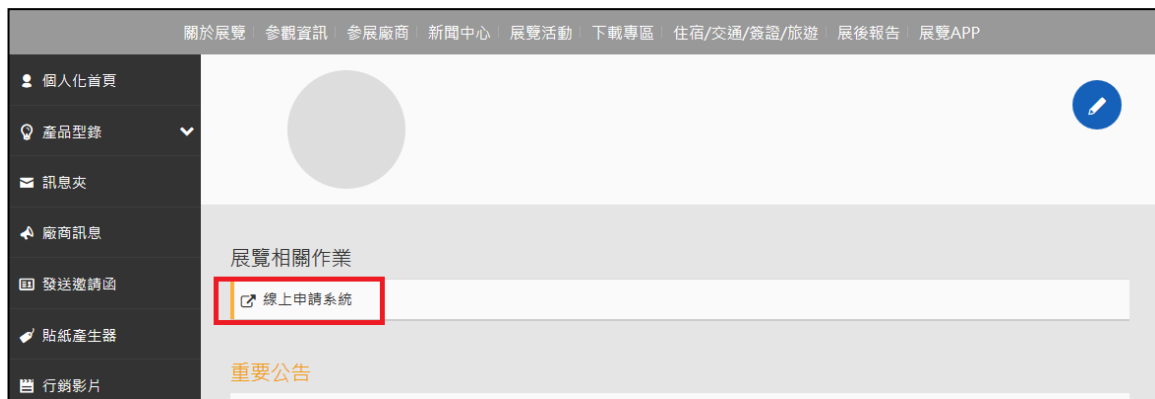 關於展覽 參觀資訊 參展廠商 新聞中心 展覽活動 下載專區 住宿/交通/簽證/旅遊 展後報告 展覽APP
個人化首頁
產品型錄
訊息夾
廠商訊息
發送邀請函
貼紙產生器
行銷影片
展覽相關作業
線上申請系統
重要公告